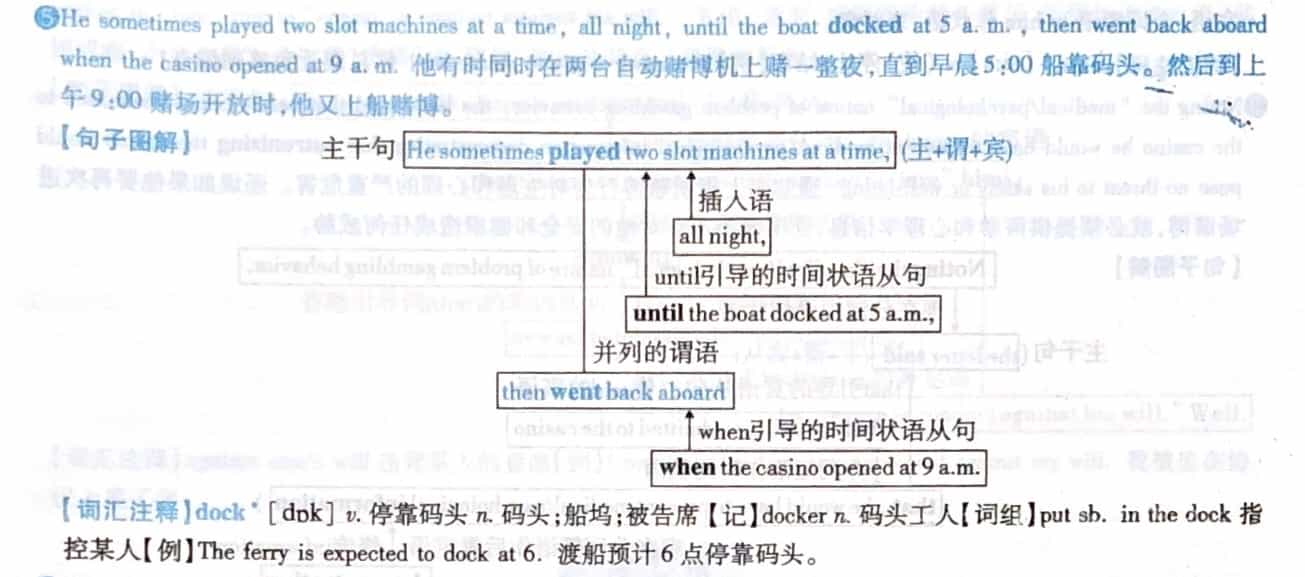 ⑤He sometimes played two slot machines at a time, all night, until the boat docked at 5 a. m. , then went back aboard
when the casino opened at 9 a. m. 他有时同时在两台自动赌博机上赌一整夜,直到早晨5:00 船靠码头。然后到上
午9:00 赌场开放时,他又上船赌博。
【句子图解】 主干句 He sometimes played two slot machines at a time, (主+谓+宾)
插入语
all night,
until引导的时间状语从句
until the boat docked at 5 a.m.,
并列的谓语
then went back aboard
when引导的时间状语从句
when the casino opened at 9 a.m.
【词汇注释】dock [dɒk] v. 停靠码头 n. 码头;船坞;被告席【记】docker n. 码头工人【词组】put sb. in the dock 指
控某人【例】The ferry is expected to dock at 6. 渡船预计6点停靠码头。